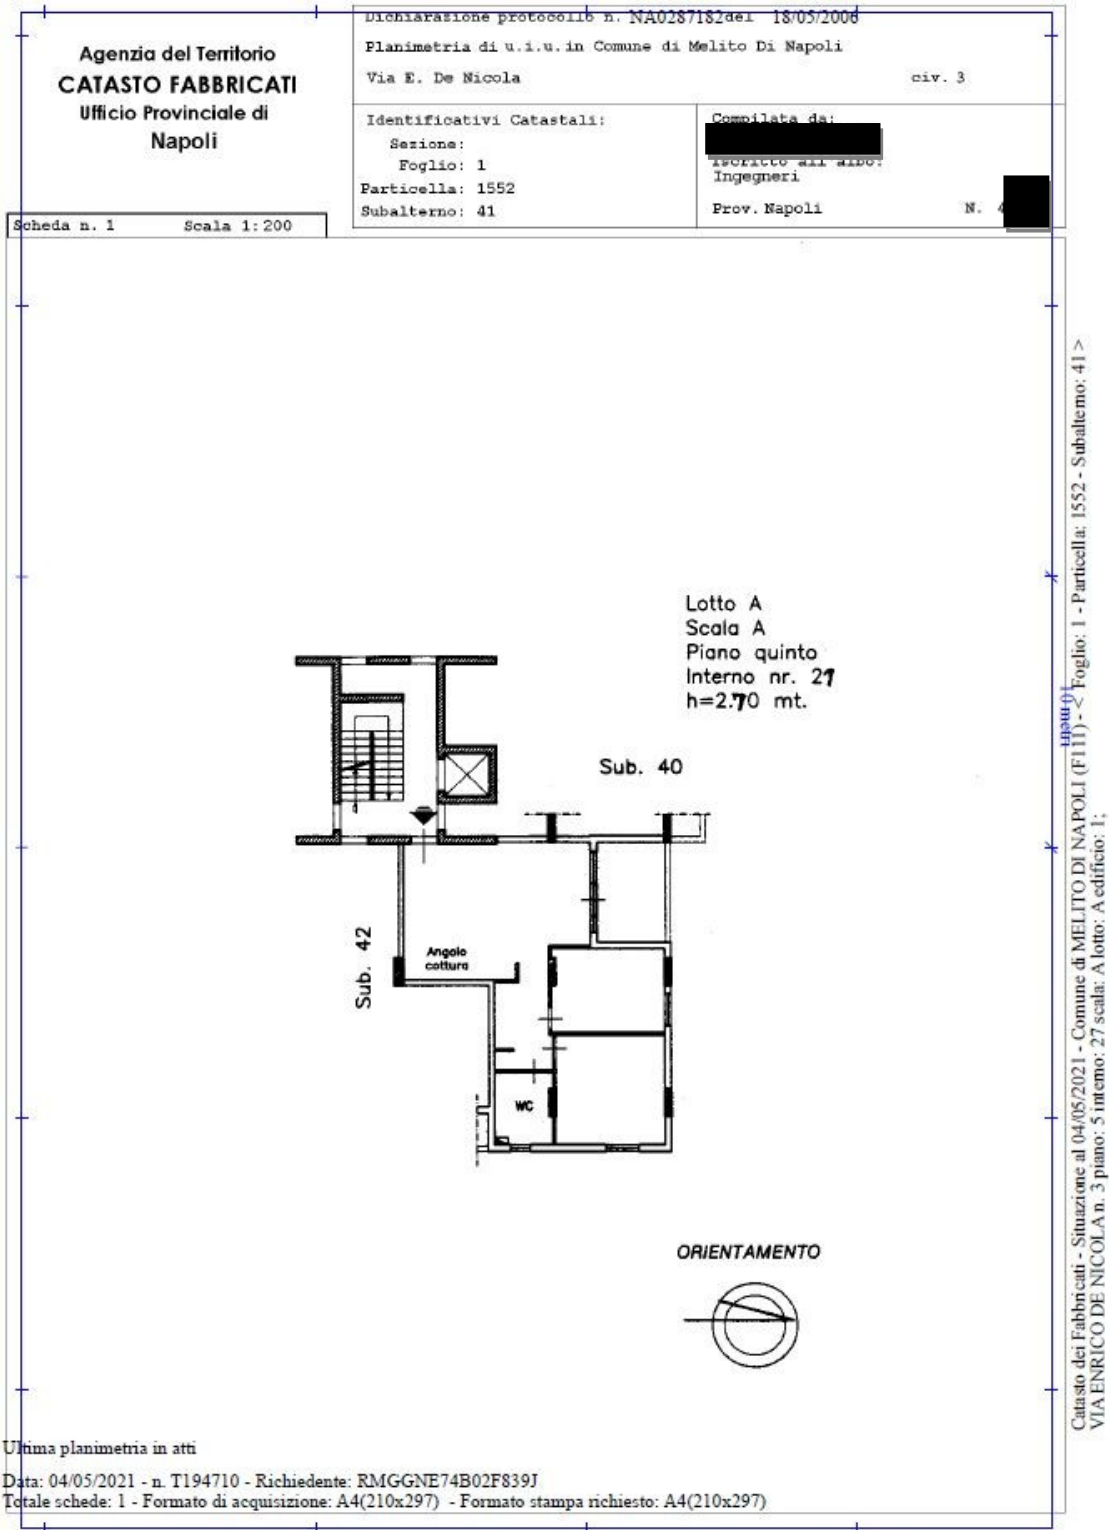 Agenzia del Territorio
CATASTO FABBRICATI
Ufficio Provinciale di
Napoli
Dichiarazione protocollo n. NA0287182del 18/05/2006
Planimetria di u.i.u. in Comune di Melito Di Napoli
Via E. De Nicola civ. 3
Identificativi Catastali:
Sezione:
Foglio: 1
Particella: 1552
Subalterno: 41
Compilata da:
Iscritto all'albo:
Ingegneri
Prov. Napoli N.
Scheda n. 1 Scala 1:200
Lotto A
Scala A
Piano quinto
Interno nr. 27
h=2.70 mt.
Sub. 40
Sub. 42
Angolo
cottura
WC
ORIENTAMENTO
10 metri
Catasto dei Fabbricati - Situazione al 04/05/2021 - Comune di MELITO DI NAPOLI (F111) - < Foglio: 1 - Particella: 1552 - Subalterno: 41 >
VIA ENRICO DE NICOLA n. 3 piano: 5 interno: 27 scala: A lotto: A edificio: 1;
Ultima planimetria in atti
Data: 04/05/2021 - n. T194710 - Richiedente: RMGGNE74B02F839J
Totale schede: 1 - Formato di acquisizione: A4(210x297) - Formato stampa richiesto: A4(210x297)